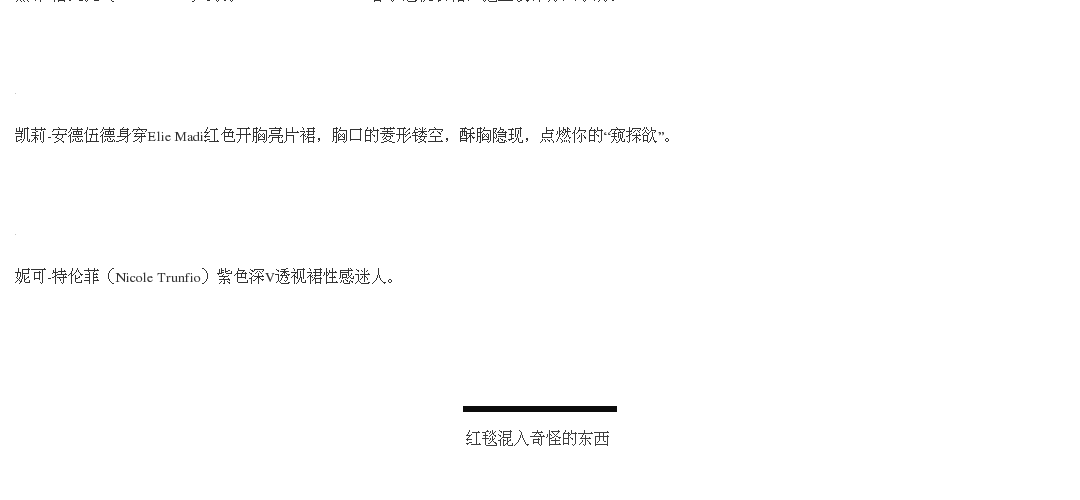 凯莉-安德伍德身穿Elie Madi红色开胸亮片裙，胸口的菱形镂空，酥胸隐现，点燃你的“窥探欲”。
妮可-特伦菲（Nicole Trunfio）紫色深V透视裙性感迷人。
红毯混入奇怪的东西